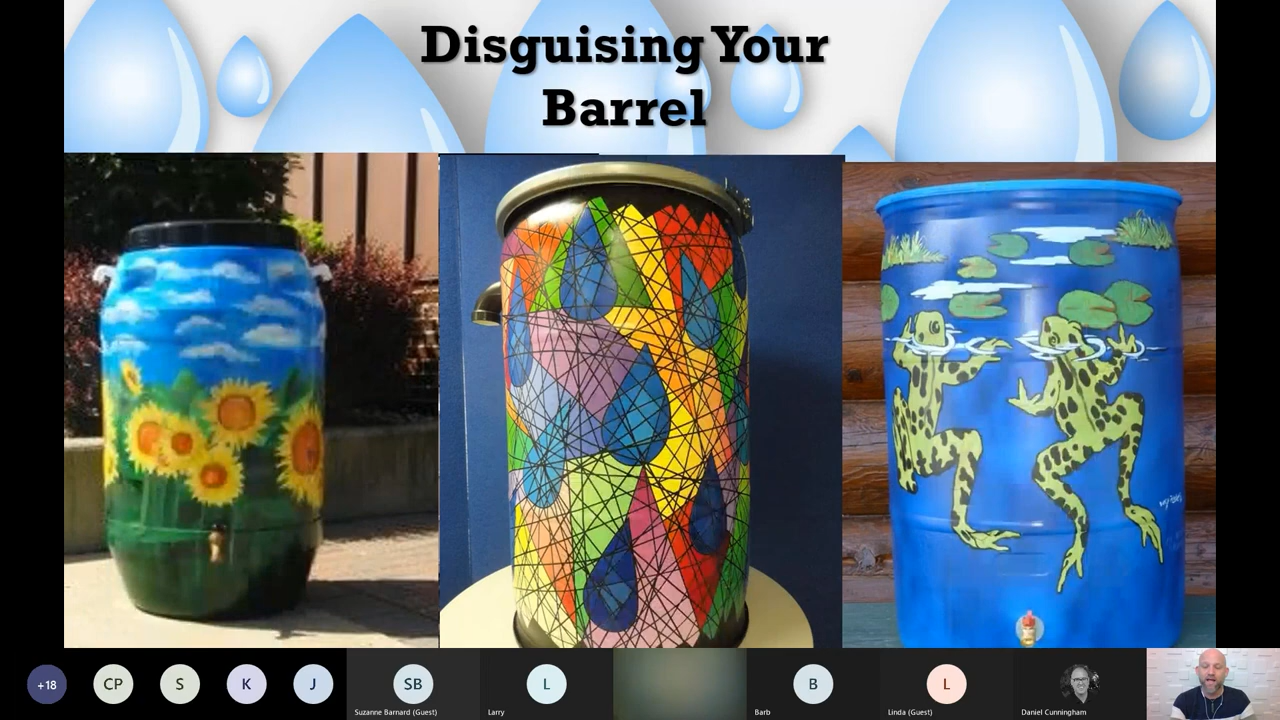 Disguising Your
Barrel
+18
CP
S
K
J
SB
L
B
L
Suzanne Barnard (Guest)
Larry
Barb
Linda (Guest)
Daniel Cunningham